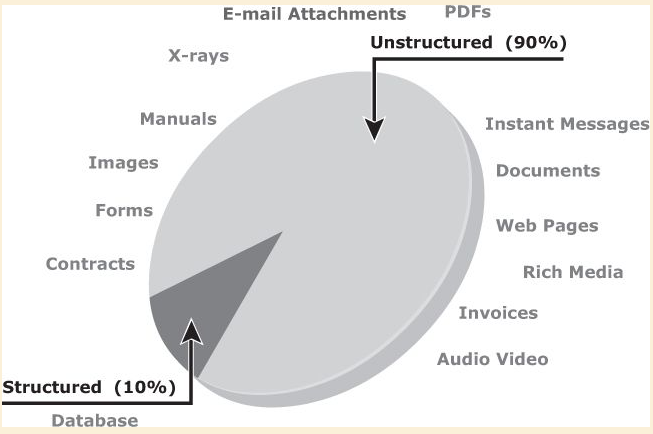 E-mail Attachments
PDFs
Unstructured (90%)
X-rays
Manuals
Instant Messages
Images
Documents
Forms
Web Pages
Contracts
Rich Media
Invoices
Audio Video
Structured (10%)
Database